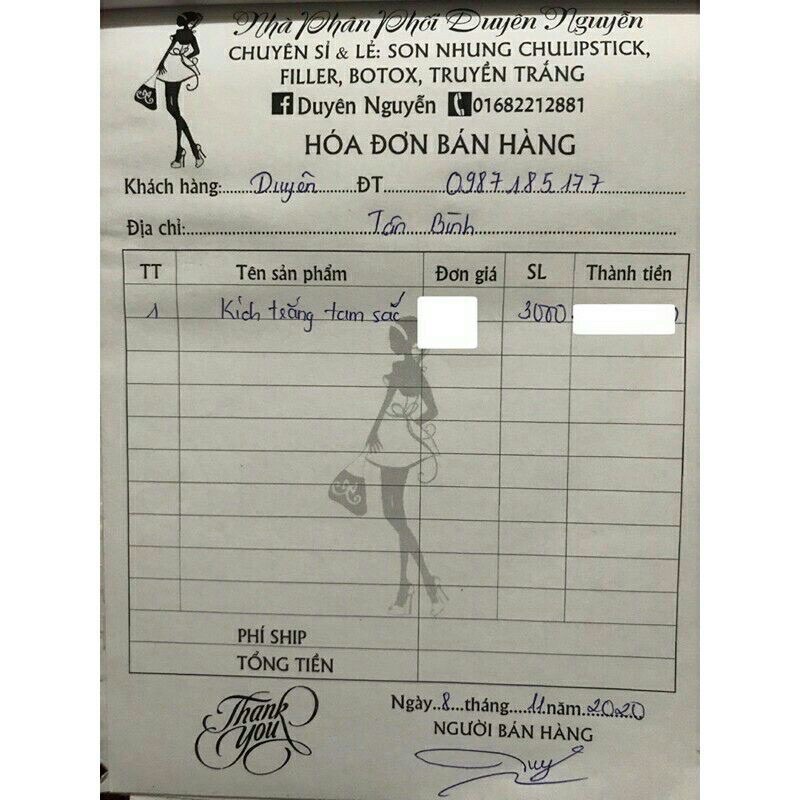 Nhà Phân Phối Duyên Nguyễn
CHUYÊN SỈ & LẺ: SON NHUNG CHULIPSTICK,
FILLER, BOTOX, TRUYỀN TRẮNG
Duyên Nguyễn 01682212881
HÓA ĐƠN BÁN HÀNG
Khách hàng: Duyên ĐT 0987185177
Địa chỉ: Tân Bình
TT Tên sản phẩm Đơn giá SL Thành tiền
1 Kích trắng tam sắc 3000
PHÍ SHIP
TỔNG TIỀN
Thank You
Ngày 8 tháng 11 năm 2020
NGƯỜI BÁN HÀNG